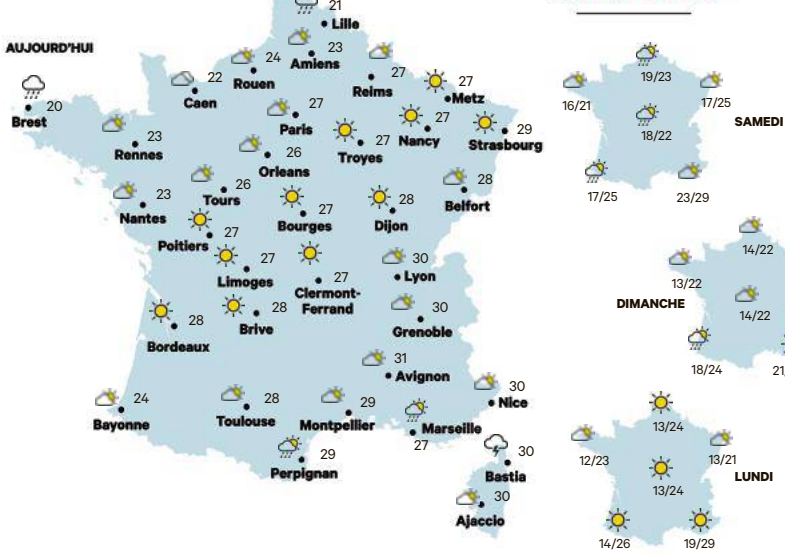 21
Lille
AUJOURD'HUI
23
Amiens
24
Rouen
22
Caen
27
Reims
27
Metz
20
Brest
27
Paris
27
Nancy
29
Strasbourg
23
Rennes
27
Troyes
26
Orleans
26
Tours
28
Belfort
23
Nantes
27
Bourges
28
Dijon
27
Poitiers
27
Limoges
30
Lyon
27
Clermont-
Ferrand
28
Bordeaux
28
Brive
30
Grenoble
31
Avignon
24
Bayonne
28
Toulouse
29
Montpellier
30
Nice
Marseille
27
29
Perpignan
30
Bastia
30
Ajaccio
19/23
16/21
17/25
18/22
SAMEDI
17/25
23/29
14/22
13/22
DIMANCHE
14/22
18/24
21/
13/24
12/23
13/21
13/24
LUNDI
14/26
19/29